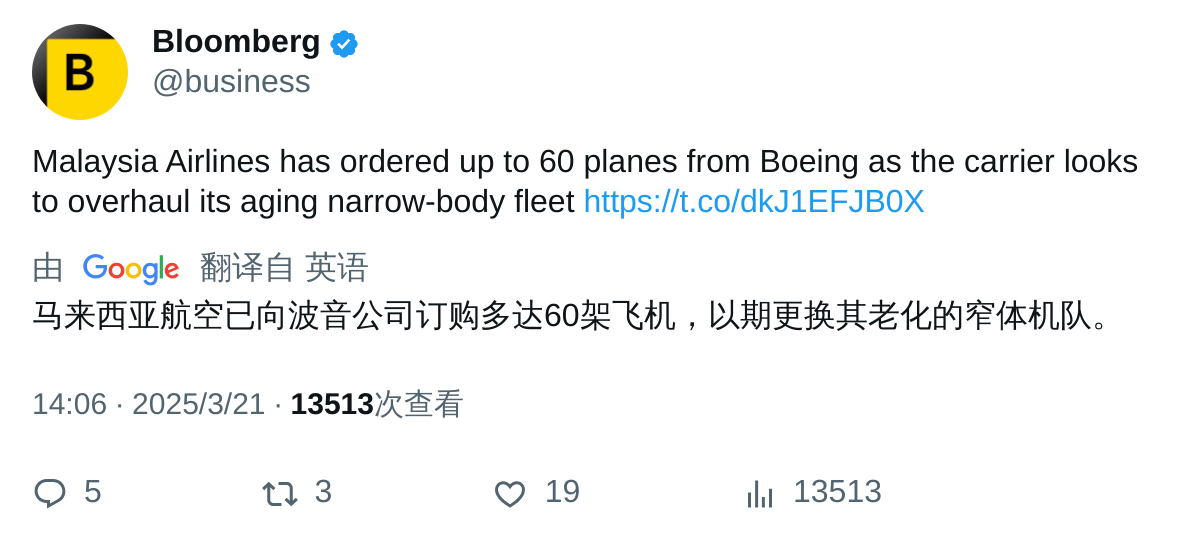 B
Bloomberg
@business
Malaysia Airlines has ordered up to 60 planes from Boeing as the carrier looks
to overhaul its aging narrow-body fleet https://t.co/dkJ1EFJB0X
由 Google 翻译自 英语
马来西亚航空已向波音公司订购多达60架飞机，以期更换其老化的窄体机队。
14:06 · 2025/3/21 · 13513次查看
5 3 19 13513